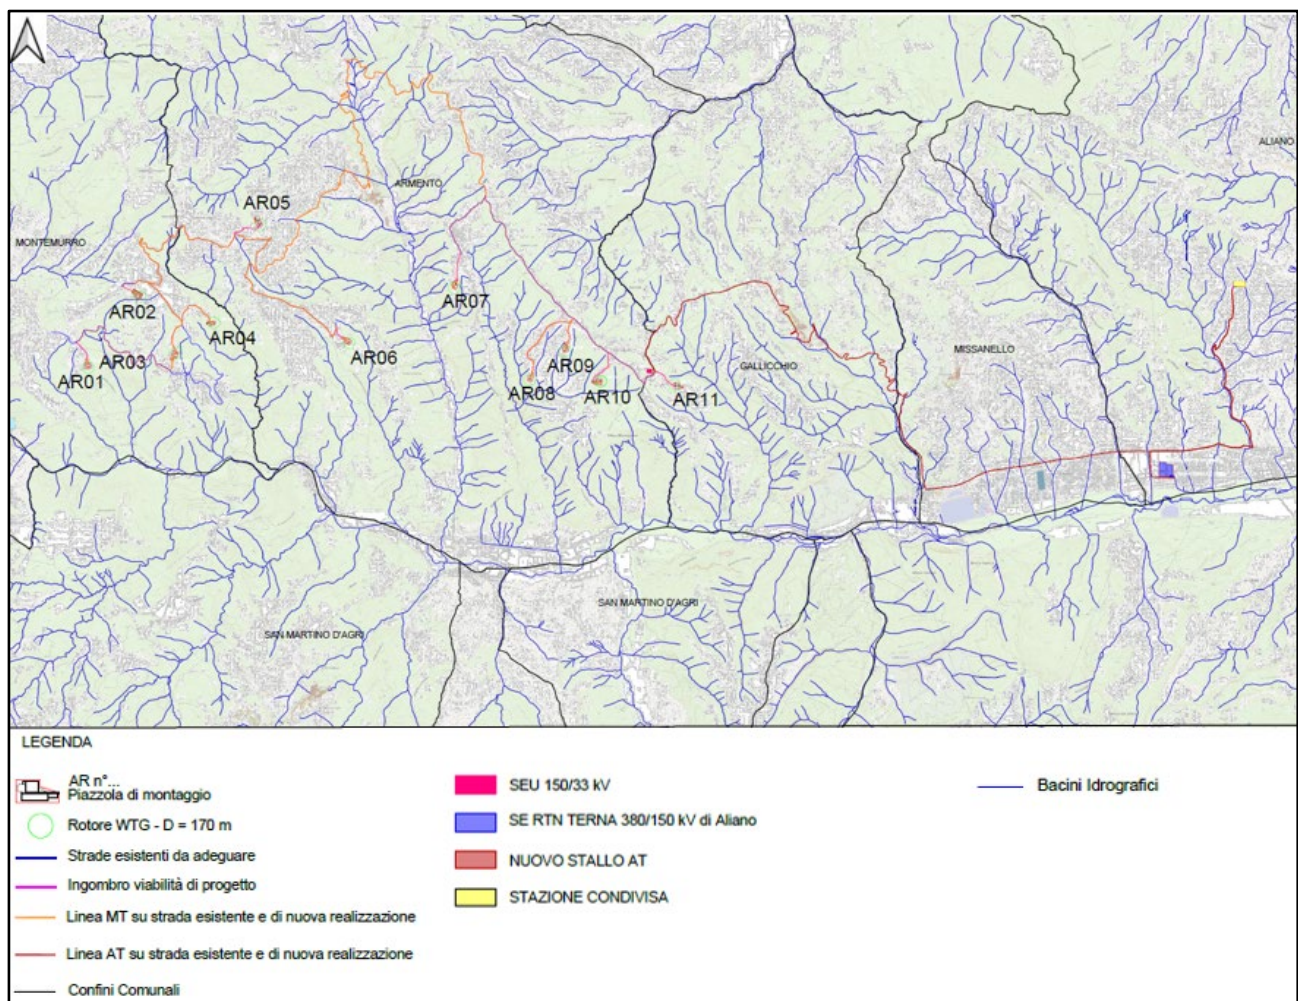 ALIANO
ARMENTO
AR05
MONTEMURRO
AR02
AR07
AR04
AR03
AR01
AR06
AR09
AR08
AR10
AR11
GALLICCHIO
MISSANELLO
SAN MARTINO D'AGRI
SAN MARTINO D'AGRI
LEGENDA
AR n°...
Piazzola di montaggio
Rotore WTG - D = 170 m
Strade esistenti da adeguare
Ingombro viabilità di progetto
Linea MT su strada esistente e di nuova realizzazione
Linea AT su strada esistente e di nuova realizzazione
Confini Comunali
SEU 150/33 kV
SE RTN TERNA 380/150 kV di Aliano
NUOVO STALLO AT
STAZIONE CONDIVISA
Bacini Idrografici